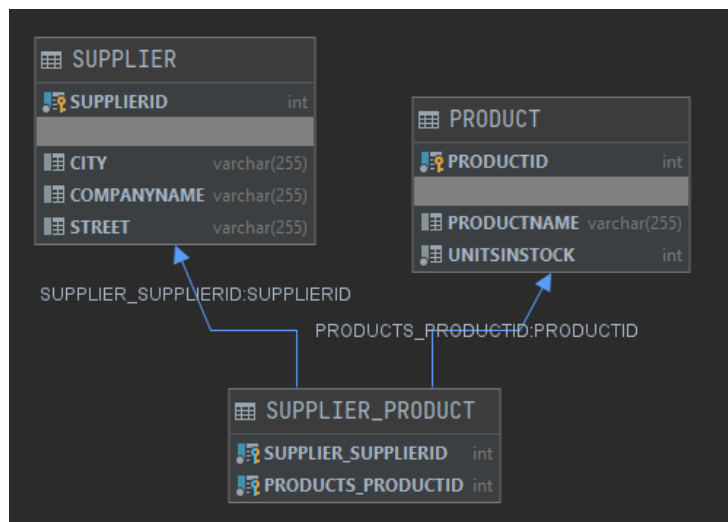 SUPPLIER
SUPPLIERID int
CITY varchar(255)
COMPANYNAME varchar(255)
STREET varchar(255)
PRODUCT
PRODUCTID int
PRODUCTNAME varchar(255)
UNITSINSTOCK int
SUPPLIER_SUPPLIERID:SUPPLIERID
PRODUCTS_PRODUCTID:PRODUCTID
SUPPLIER_PRODUCT
SUPPLIER_SUPPLIERID int
PRODUCTS_PRODUCTID int